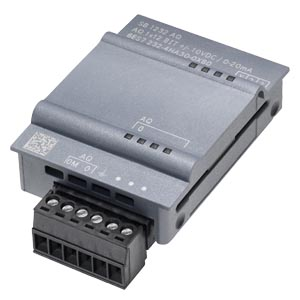 SB 1232 AQ
AQ 1x12 BIT +/-10VDC / 0-20mA
6ES7 232-4HA30-0XB0
AQ
0
AQ
0M 0